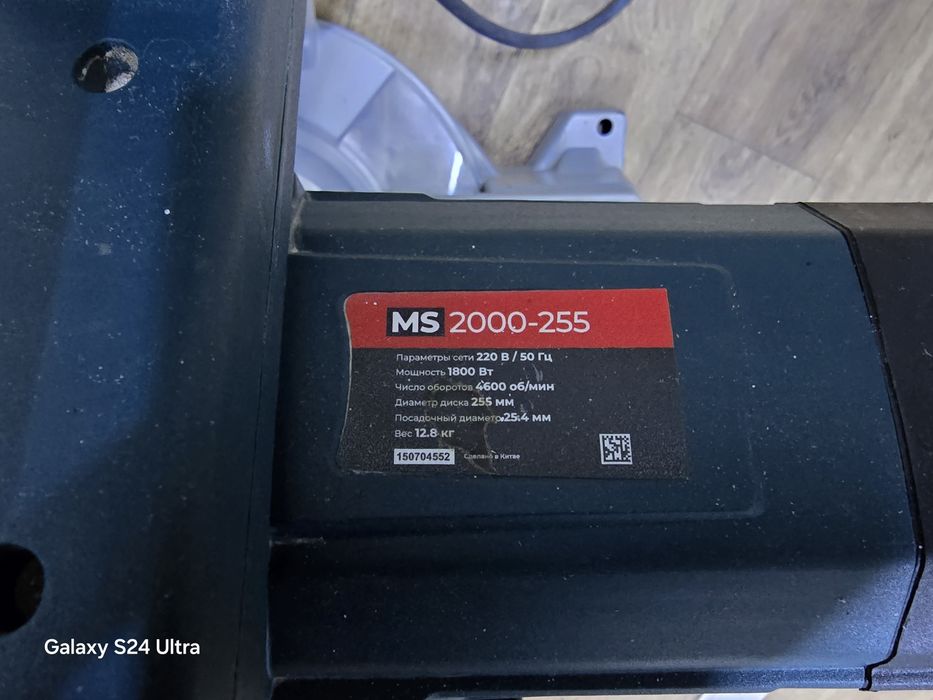 MS 2000-255
Параметры сети 220 В / 50 Гц
Мощность 1800 Вт
Число оборотов 4600 об/мин
Диаметр диска 255 мм
Посадочный диаметр 25.4 мм
Вес 12.8 кг
150704552 Сделано в Китае
Galaxy S24 Ultra